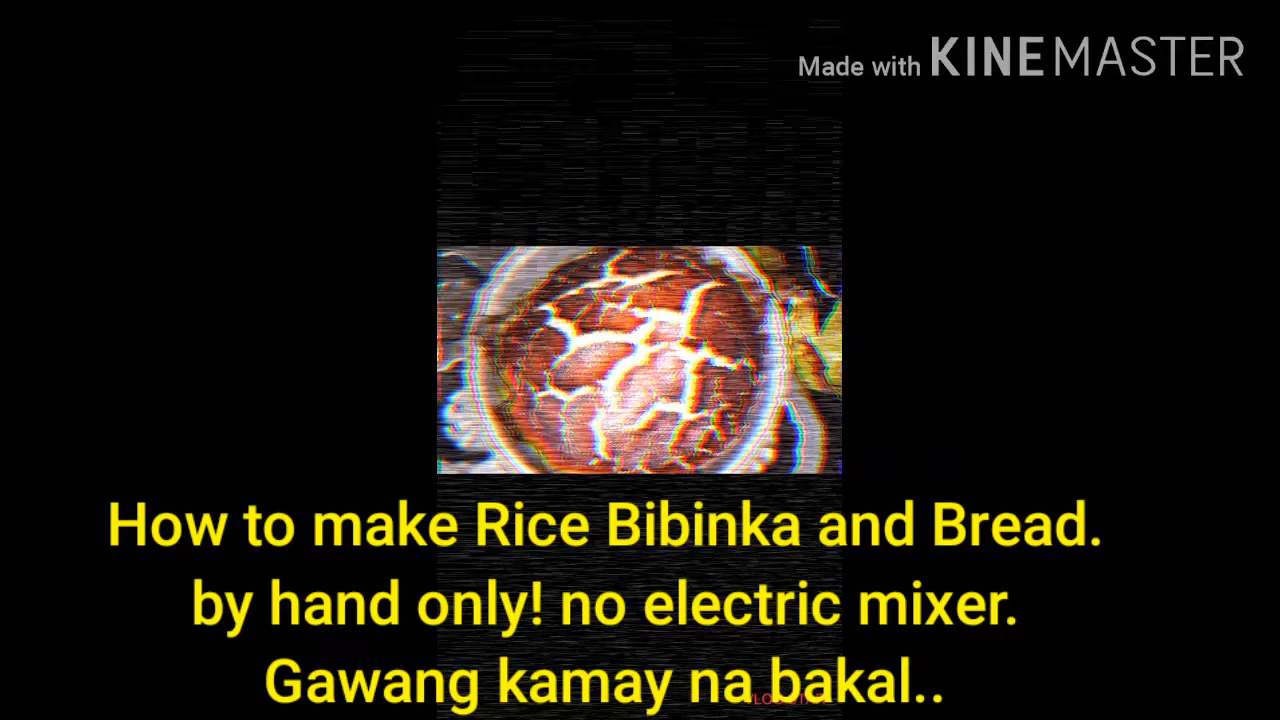 Made with KINEMASTER
How to make Rice Bibinka and Bread.
by hand only! no electric mixer.
Gawang kamay na bakal..